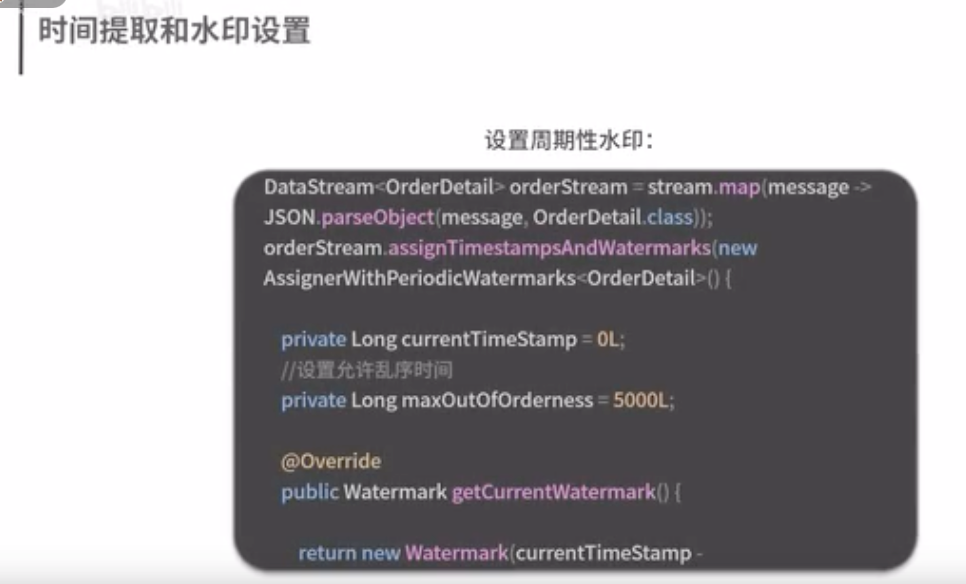 时间提取和水印设置
设置周期性水印：
DataStream<OrderDetail> orderStream = stream.map(message ->
JSON.parseObject(message, OrderDetail.class));
orderStream.assignTimestampsAndWatermarks(new
AssignerWithPeriodicWatermarks<OrderDetail>() {
private Long currentTimeStamp = 0L;
//设置允许乱序时间
private Long maxOutOfOrderness = 5000L;
@Override
public Watermark getCurrentWatermark() {
return new Watermark(currentTimeStamp -